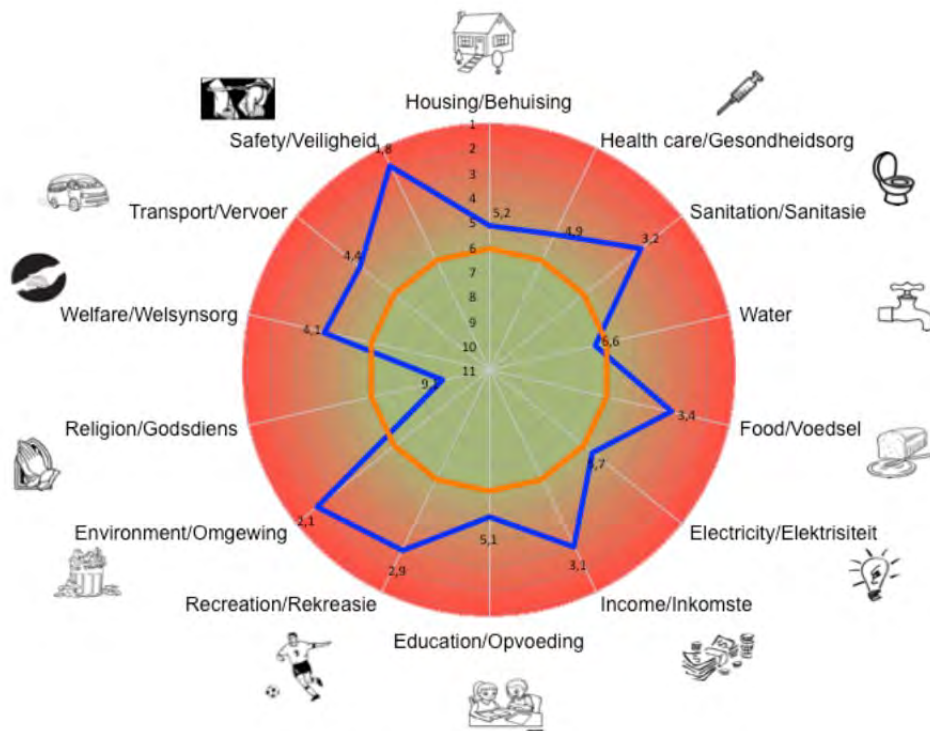 Housing/Behuising
Safety/Veiligheid
Health care/Gesondheidsorg
Transport/Vervoer
Sanitation/Sanitasie
Welfare/Welsynsorg
Water
Religion/Godsdiens
Food/Voedsel
Environment/Omgewing
Electricity/Elektrisiteit
Recreation/Rekreasie
Income/Inkomste
Education/Opvoeding
1
2
3
4
5
6
7
8
9
10
11
1,8
5,2
4,9
3,2
4,4
4,1
6,6
3,4
5,7
2,1
2,9
5,1
3,1